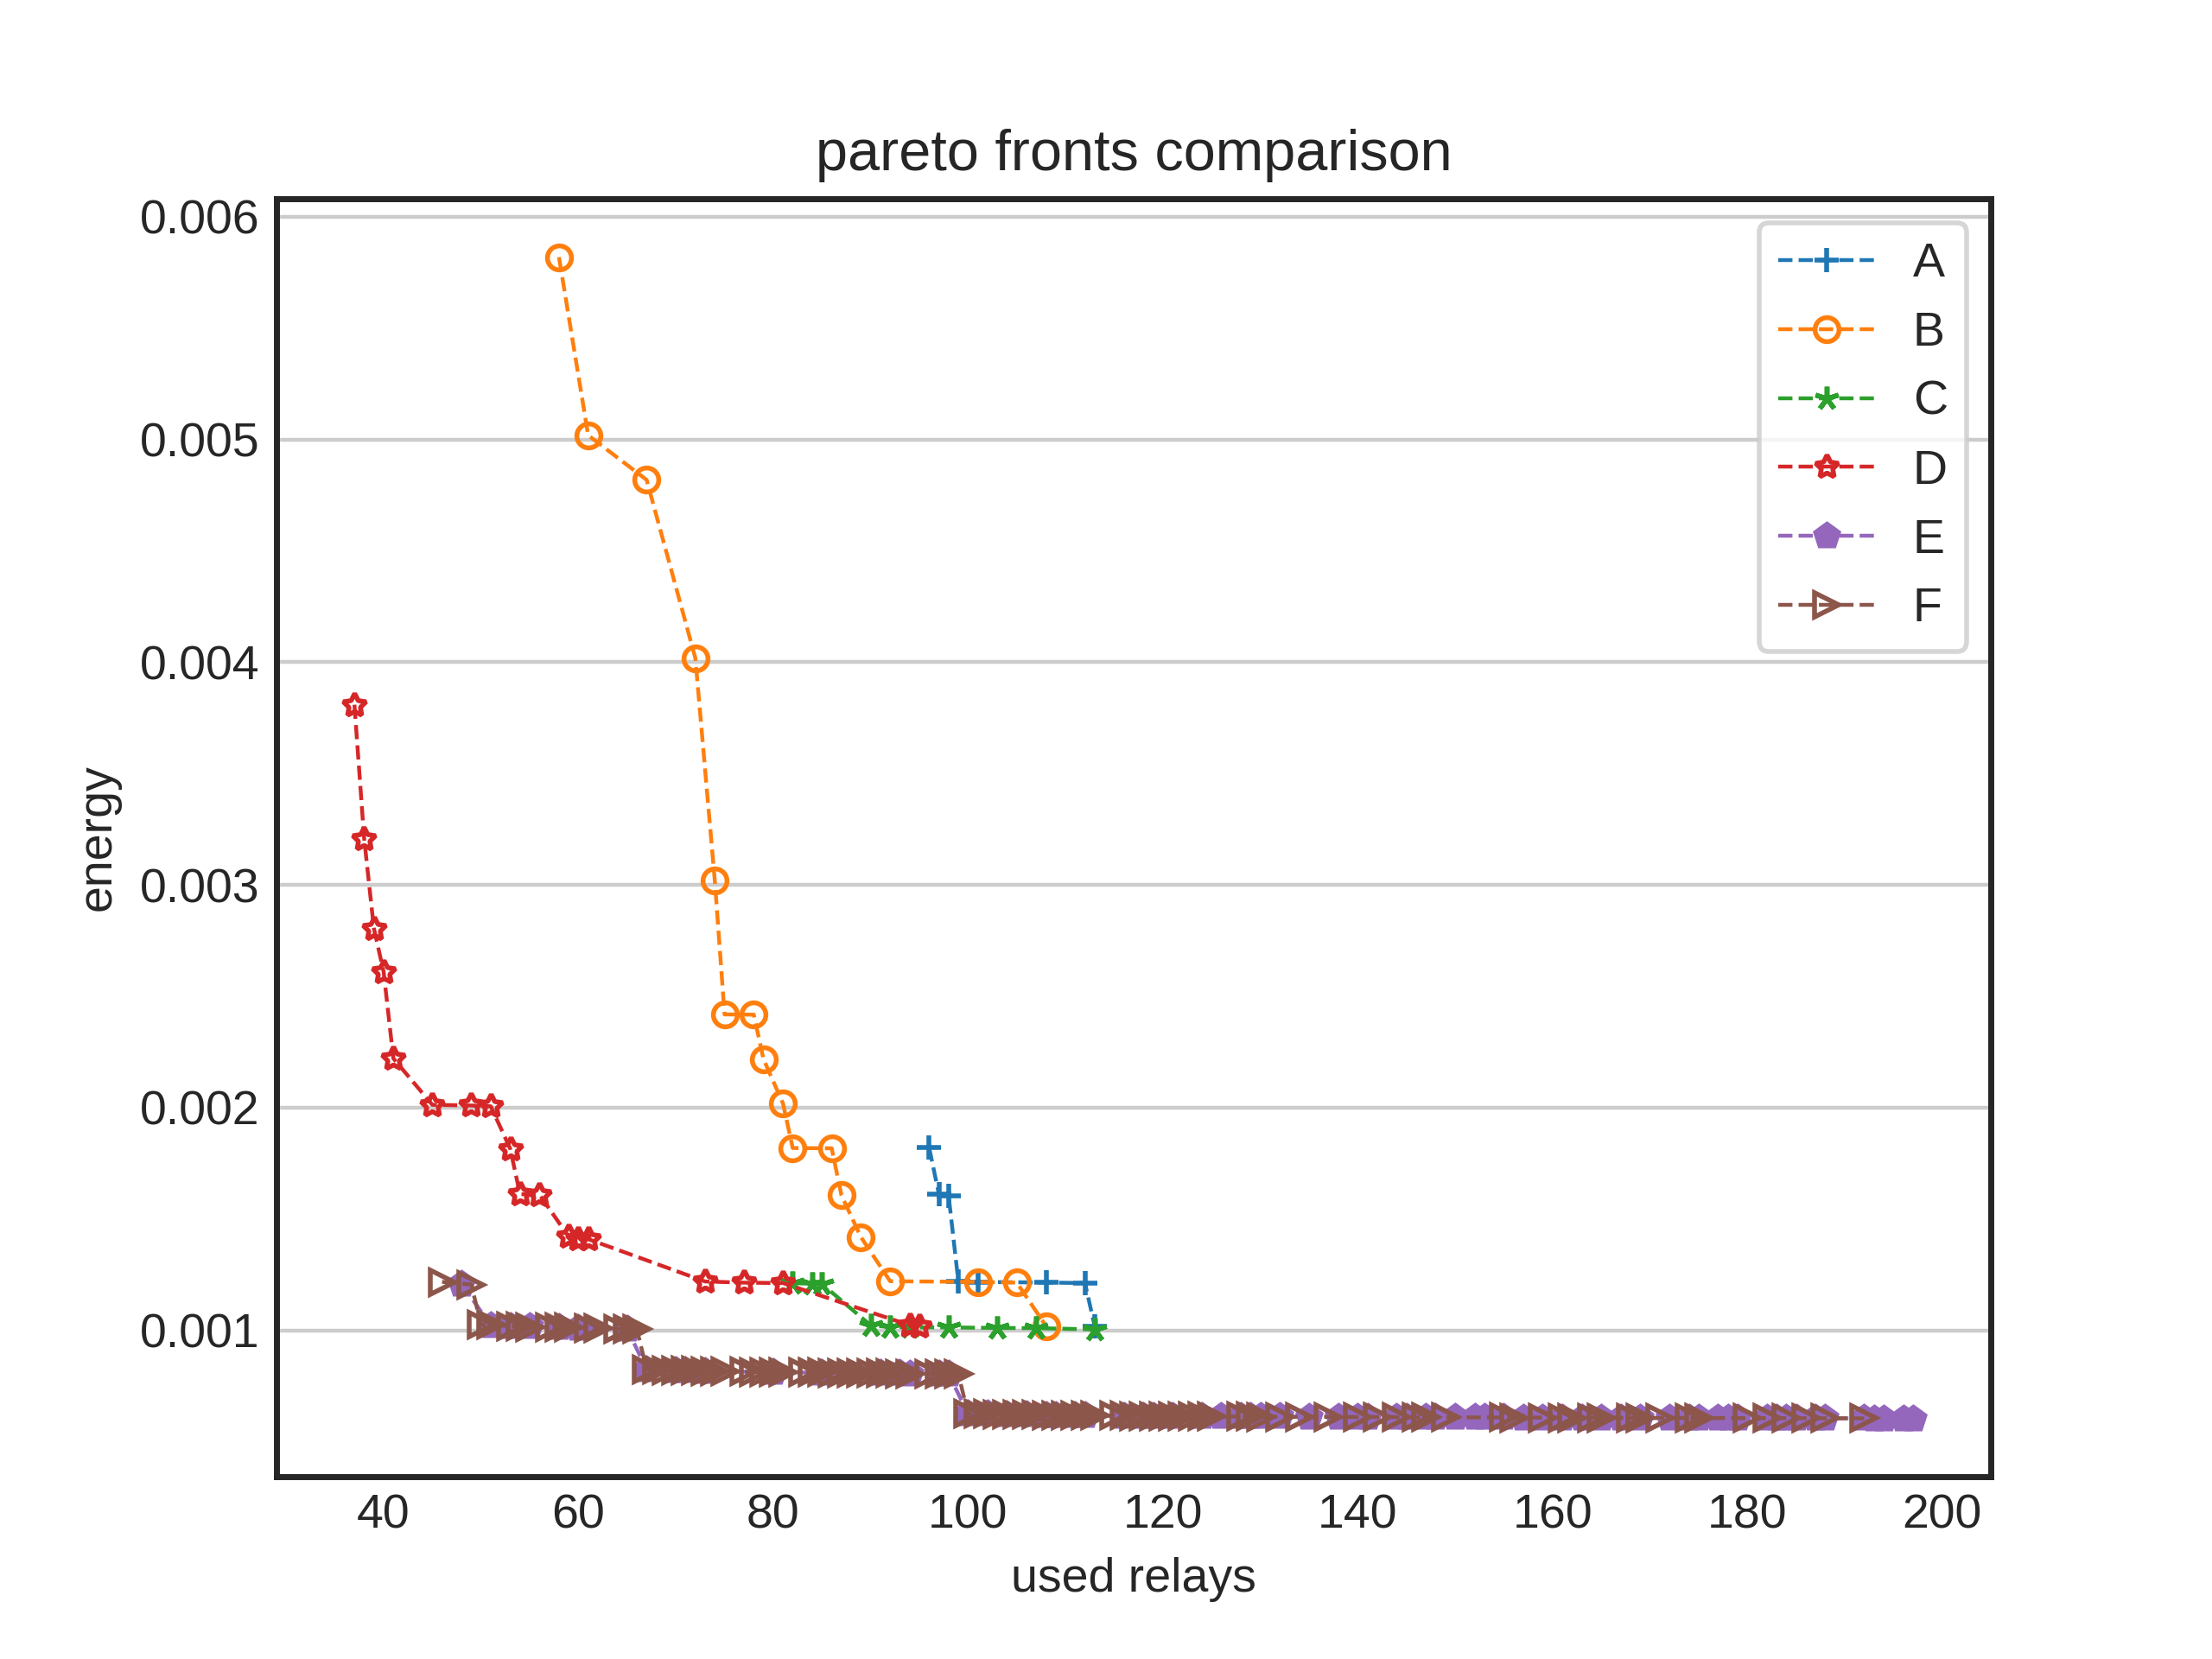 pareto fronts comparison
0.006
0.005
0.004
0.003
0.002
0.001
energy
A
B
C
D
E
F
40 60 80 100 120 140 160 180 200
used relays